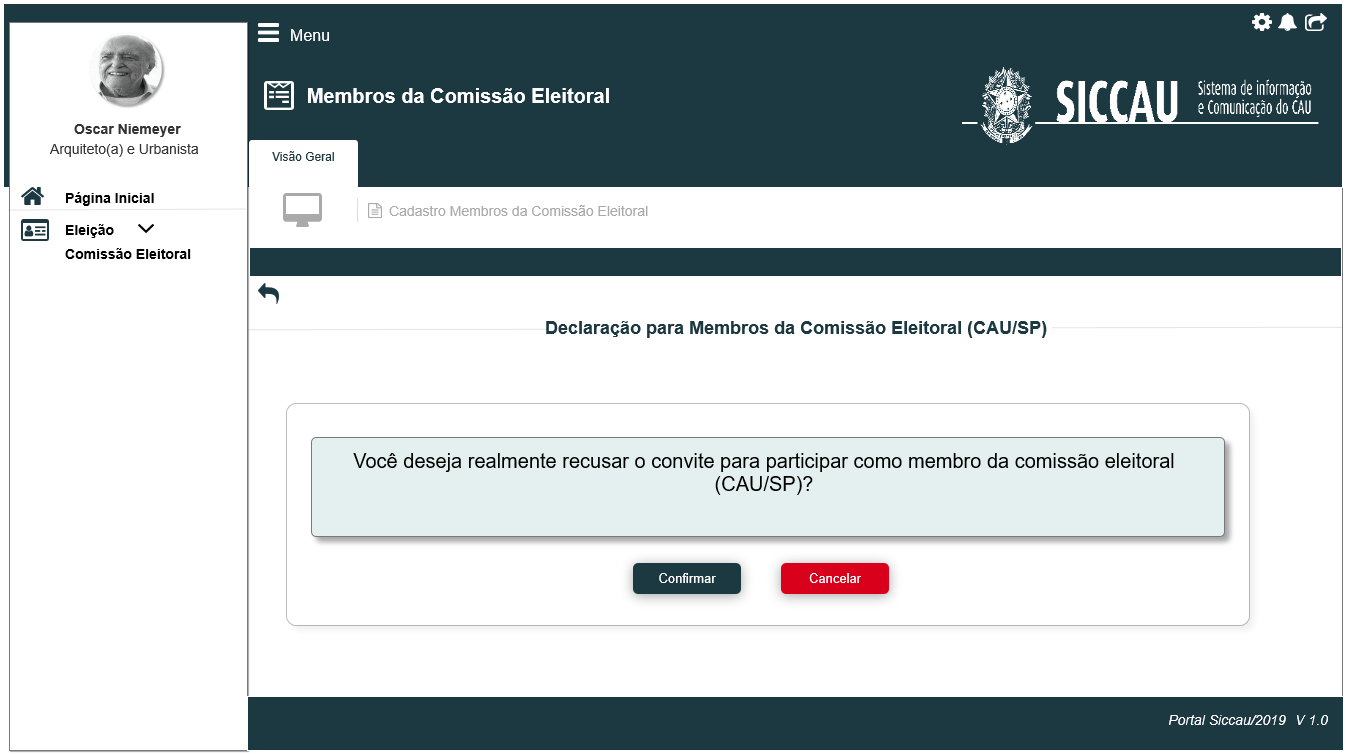 Menu
Membros da Comissão Eleitoral
SICCAU
Sistema de informação
e Comunicação do CAU
Oscar Niemeyer
Arquiteto(a) e Urbanista
Visão Geral
Página Inicial
Cadastro Membros da Comissão Eleitoral
Eleição
Comissão Eleitoral
Declaração para Membros da Comissão Eleitoral (CAU/SP)
Você deseja realmente recusar o convite para participar como membro da comissão eleitoral
(CAU/SP)?
Confirmar
Cancelar
Portal Siccau/2019 V 1.0